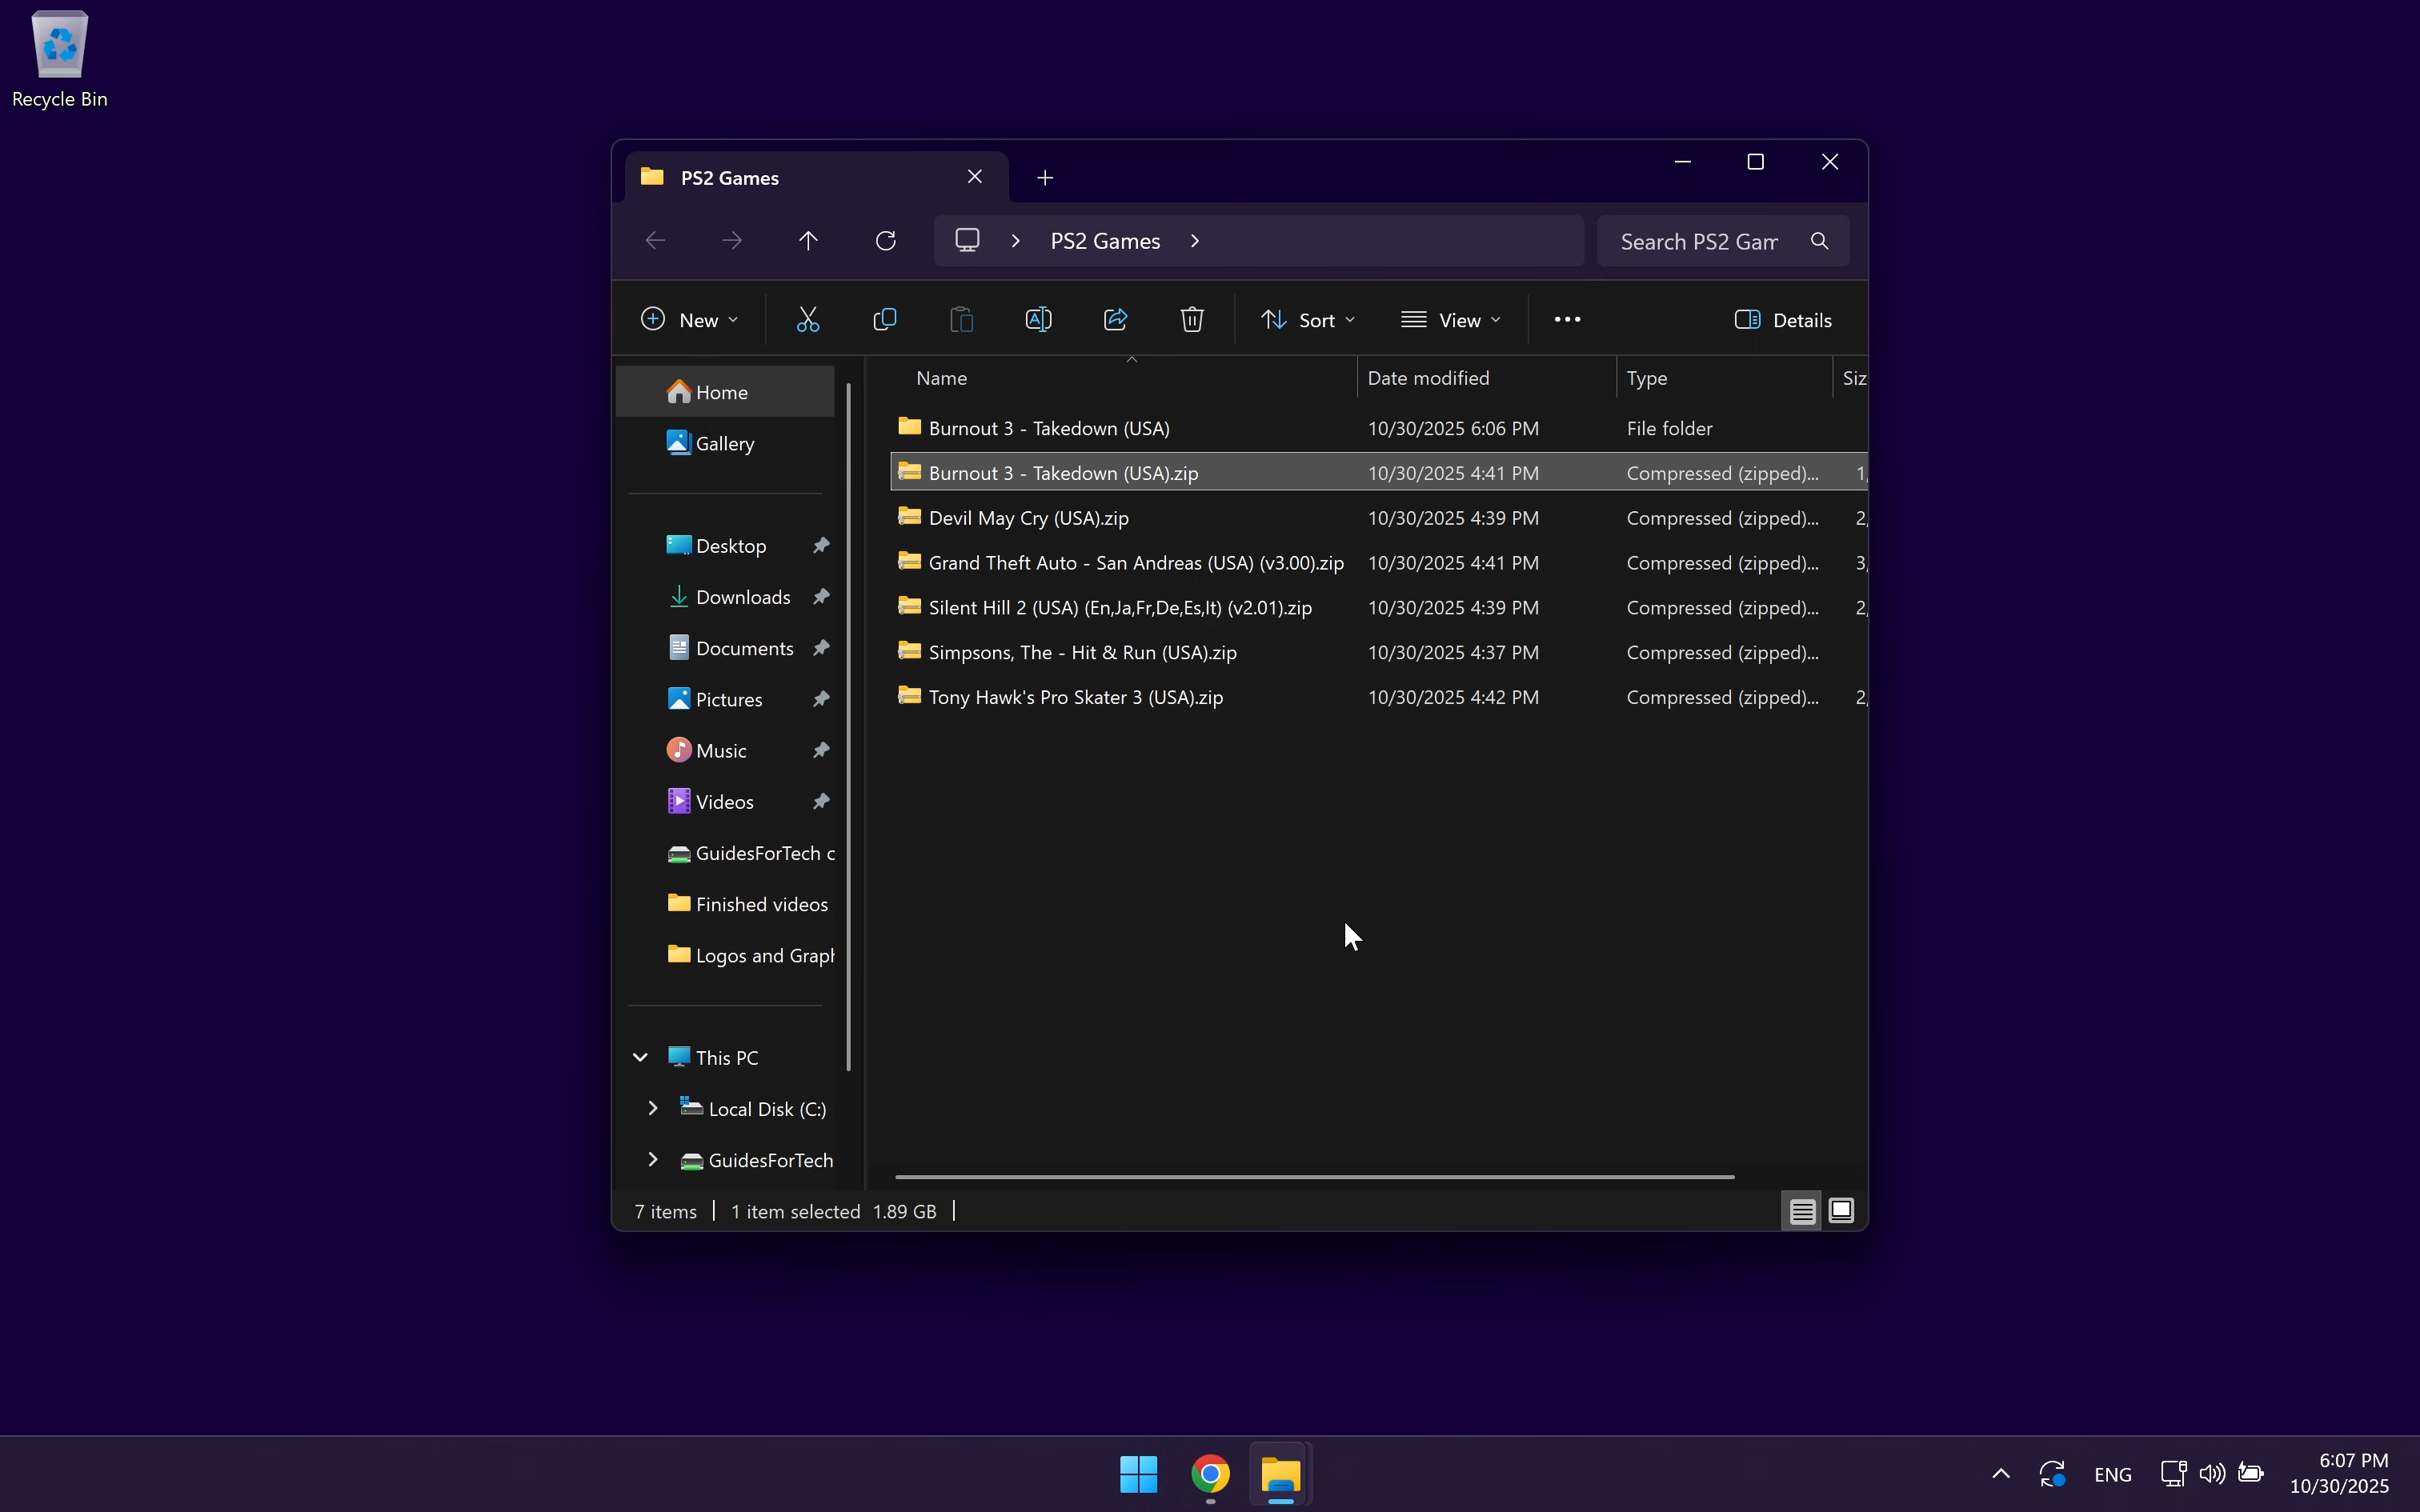 Recycle Bin
PS2 Games
PS2 Games
Search PS2 Gam
New
Sort
View
Details
Name Date modified Type Siz
Home
Gallery
Desktop
Downloads
Documents
Pictures
Music
Videos
GuidesForTech c
Finished videos
Logos and Graph
This PC
Local Disk (C:)
GuidesForTech
Burnout 3 - Takedown (USA) 10/30/2025 6:06 PM File folder
Burnout 3 - Takedown (USA).zip 10/30/2025 4:41 PM Compressed (zipped)... 1,
Devil May Cry (USA).zip 10/30/2025 4:39 PM Compressed (zipped)... 2,
Grand Theft Auto - San Andreas (USA) (v3.00).zip 10/30/2025 4:41 PM Compressed (zipped)... 3,
Silent Hill 2 (USA) (En,Ja,Fr,De,Es,It) (v2.01).zip 10/30/2025 4:39 PM Compressed (zipped)... 2,
Simpsons, The - Hit & Run (USA).zip 10/30/2025 4:37 PM Compressed (zipped)...
Tony Hawk's Pro Skater 3 (USA).zip 10/30/2025 4:42 PM Compressed (zipped)... 2,
7 items 1 item selected 1.89 GB
ENG
6:07 PM
10/30/2025